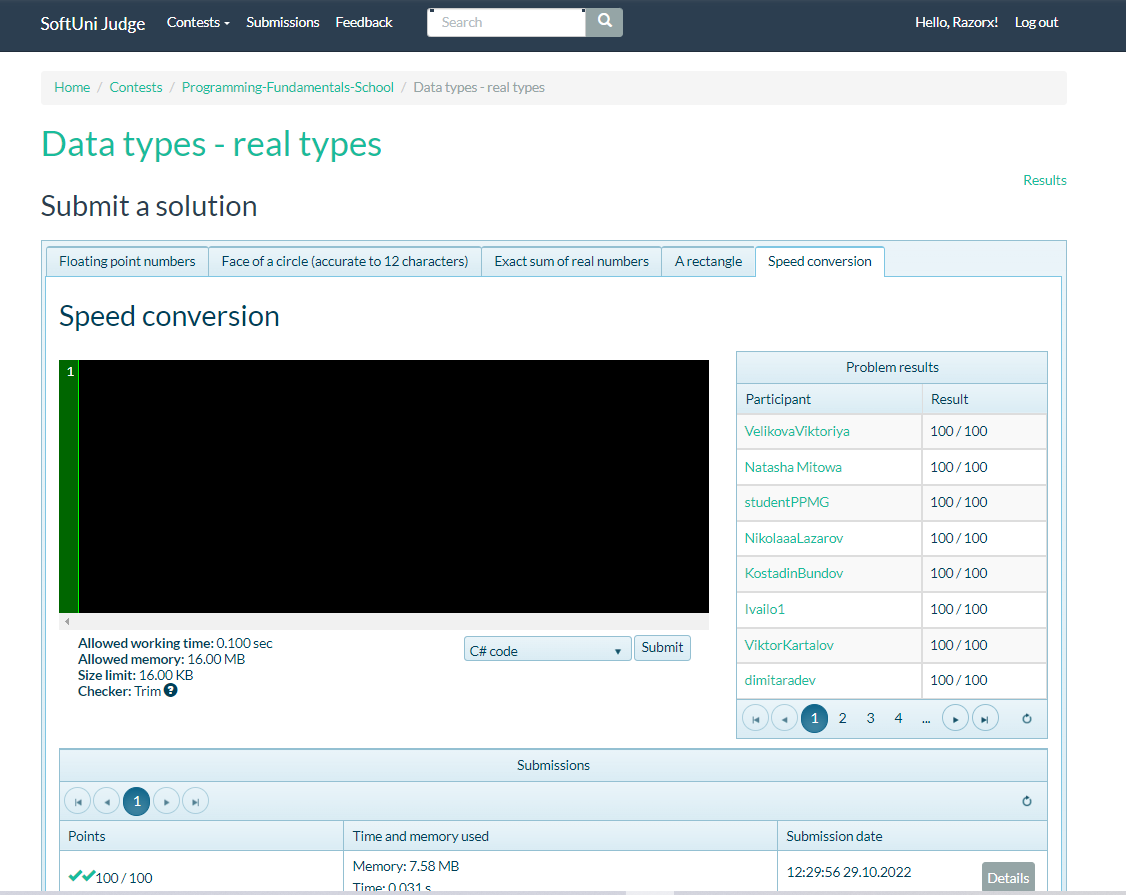 SoftUni Judge Contests Submissions Feedback Search Hello, Razorx! Log out
Home / Contests / Programming-Fundamentals-School / Data types - real types
Data types - real types
Results
Submit a solution
Floating point numbers Face of a circle (accurate to 12 characters) Exact sum of real numbers A rectangle Speed conversion
Speed conversion
1
Allowed working time: 0.100 sec
Allowed memory: 16.00 MB
Size limit: 16.00 KB
Checker: Trim ?
C# code Submit
Problem results
Participant Result
VelikovaViktoriya 100 / 100
Natasha Mitowa 100 / 100
studentPPMG 100 / 100
NikolaaaLazarov 100 / 100
KostadinBundov 100 / 100
Ivailo1 100 / 100
ViktorKartalov 100 / 100
dimitaradev 100 / 100
1 2 3 4 ...
Submissions
1
Points Time and memory used Submission date
100 / 100 Memory: 7.58 MB 12:29:56 29.10.2022 Details
Time: 0.031 s